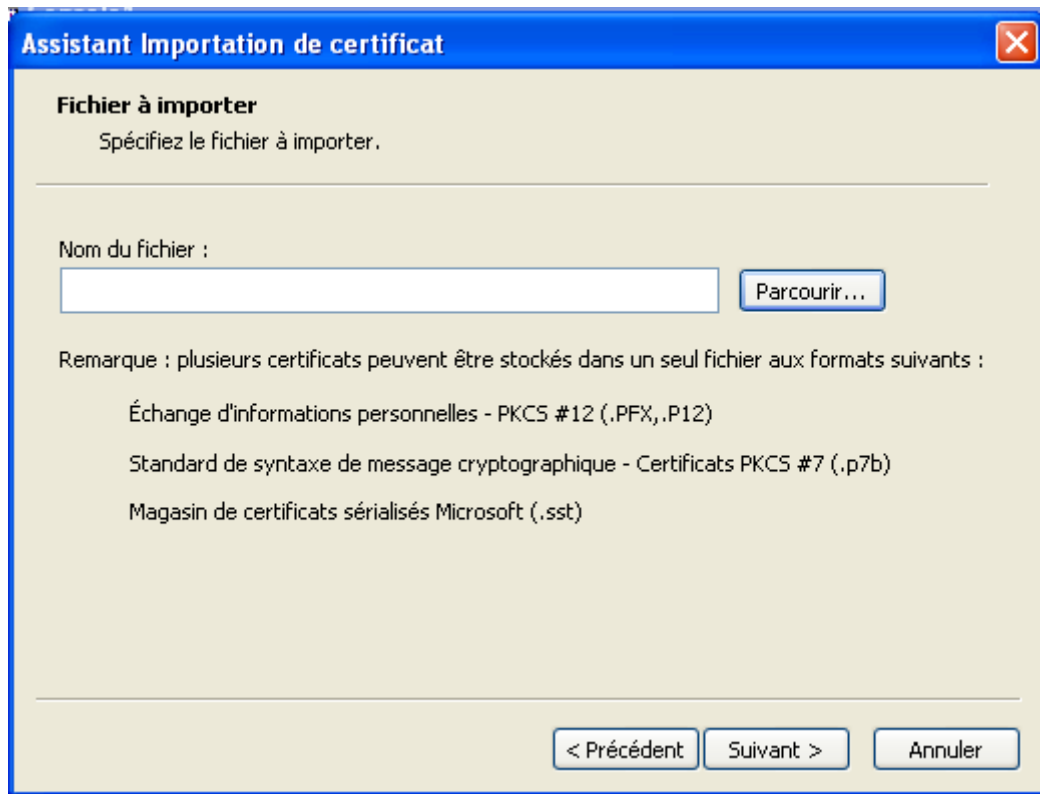 Assistant Importation de certificat
Fichier à importer
Spécifiez le fichier à importer.
Nom du fichier :
Parcourir...
Remarque : plusieurs certificats peuvent être stockés dans un seul fichier aux formats suivants :
Échange d'informations personnelles - PKCS #12 (.PFX,.P12)
Standard de syntaxe de message cryptographique - Certificats PKCS #7 (.p7b)
Magasin de certificats sérialisés Microsoft (.sst)
< Précédent Suivant > Annuler